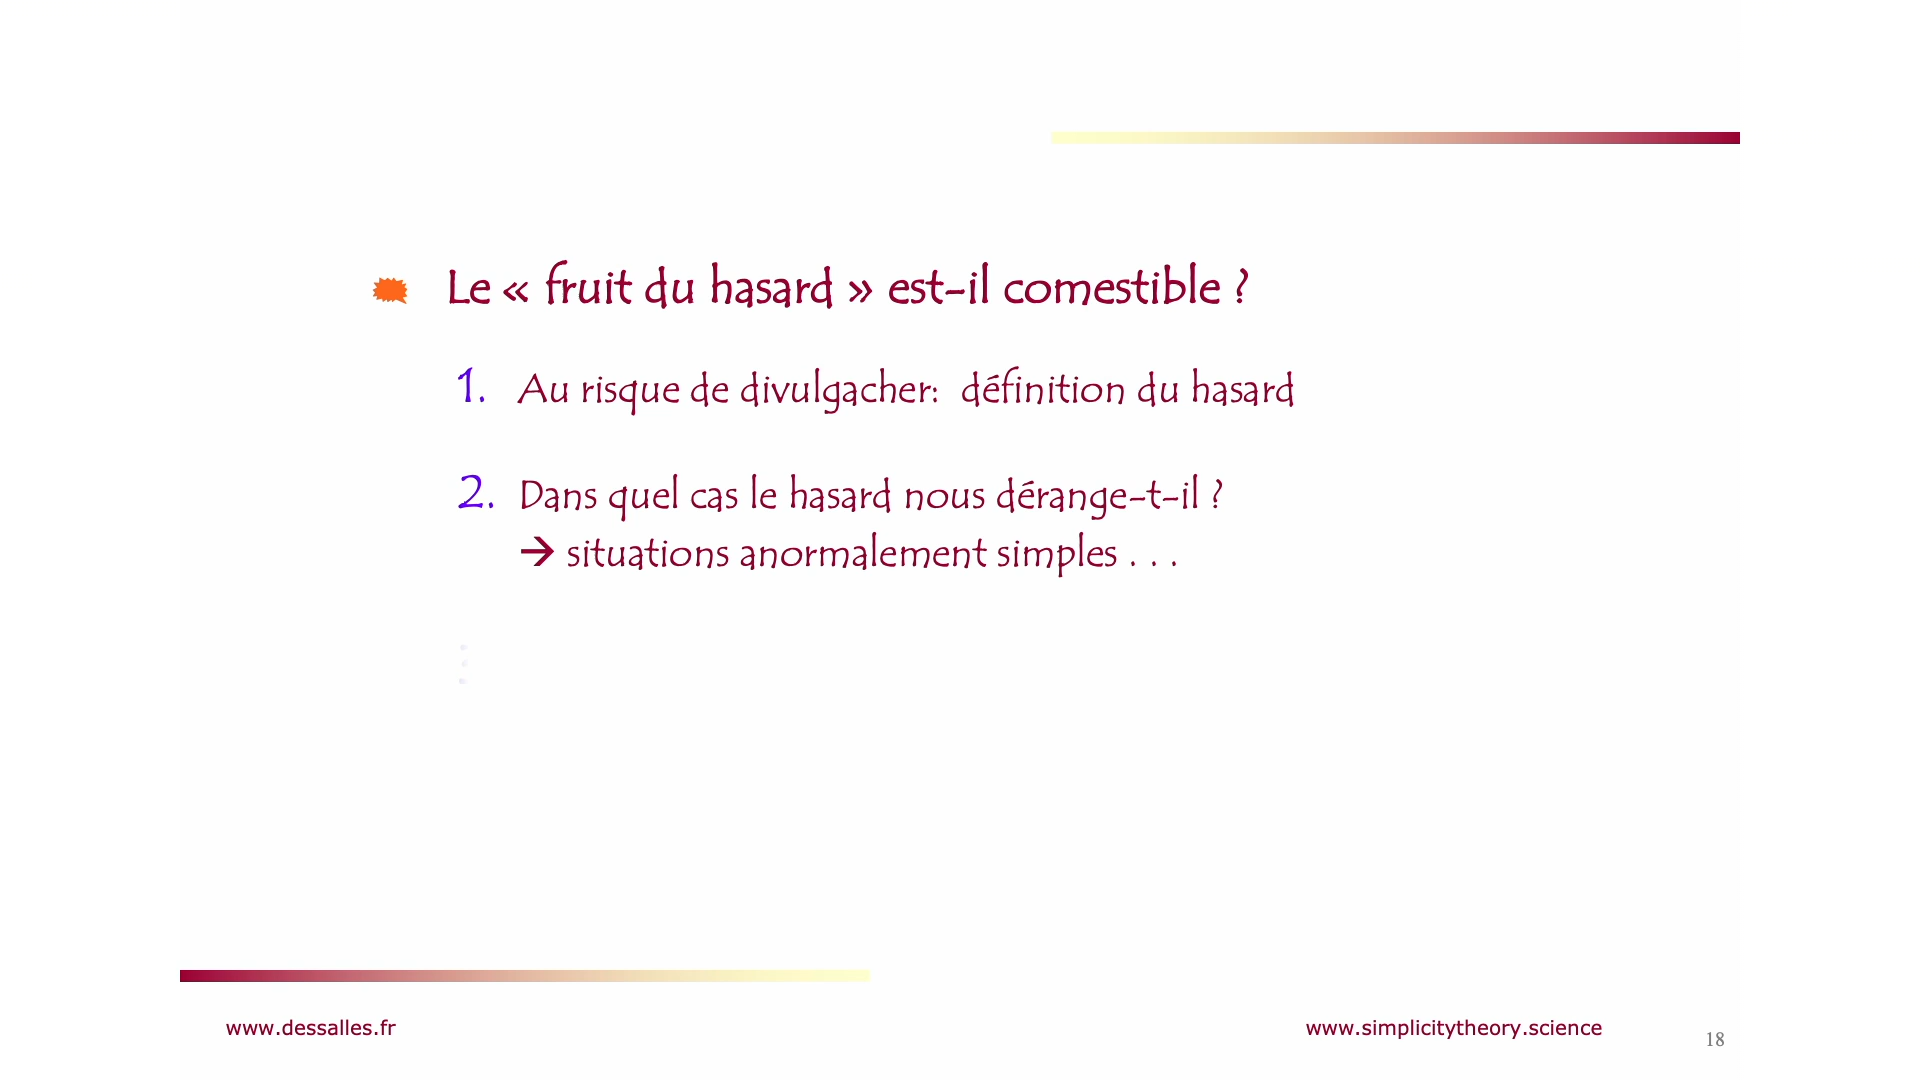 Le « fruit du hasard » est-il comestible ?
1. Au risque de divulgacher: définition du hasard
2. Dans quel cas le hasard nous dérange-t-il ?
→ situations anormalement simples . . .
www.dessalles.fr
www.simplicitytheory.science
18